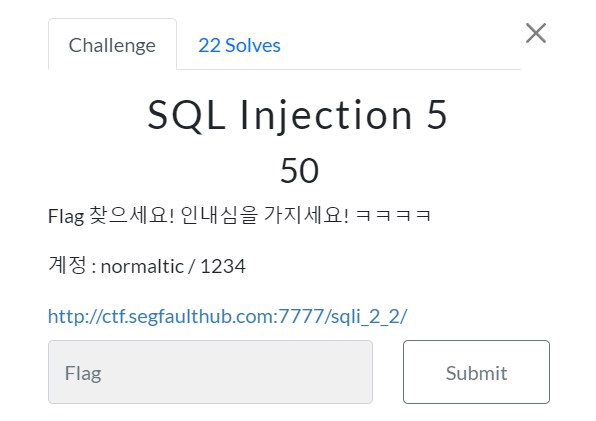 Challenge
22 Solves
SQL Injection 5
50
Flag 찾으세요! 인내심을 가지세요! ㅋㅋㅋㅋ
계정 : normaltic / 1234
http://ctf.segfaulthub.com:7777/sqli_2_2/
Flag
Submit